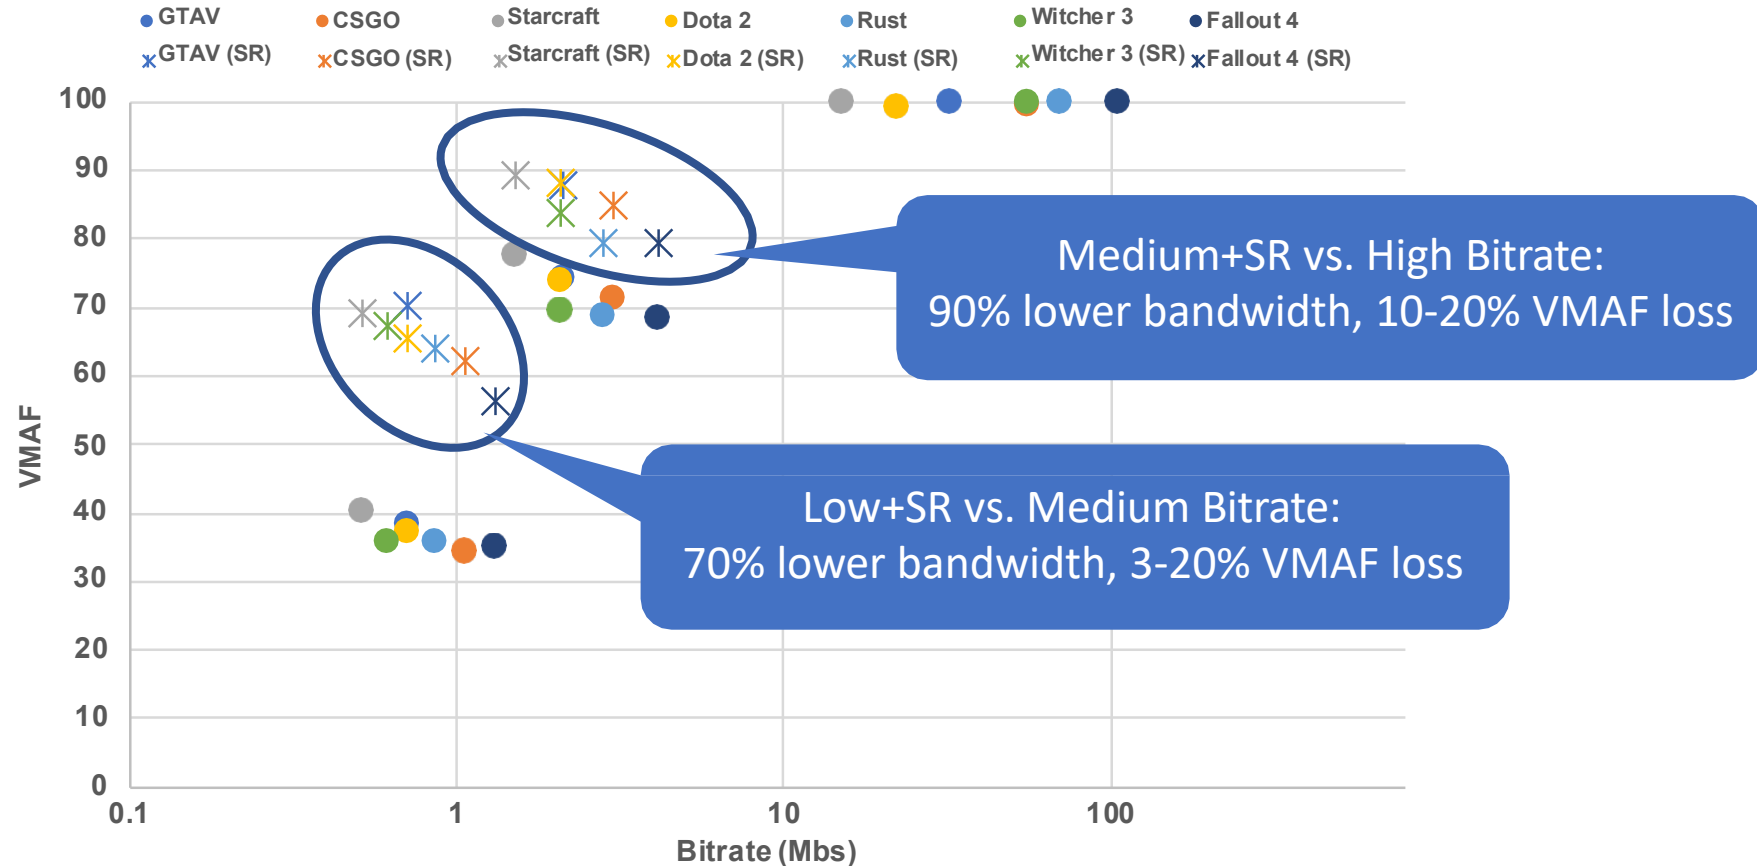 GTAV CSGO Starcraft Dota 2 Rust Witcher 3 Fallout 4
GTAV (SR) CSGO (SR) Starcraft (SR) Dota 2 (SR) Rust (SR) Witcher 3 (SR) Fallout 4 (SR)
100
90
80
70
60
50
40
30
20
10
0
VMAF
Medium+SR vs. High Bitrate:
90% lower bandwidth, 10-20% VMAF loss
Low+SR vs. Medium Bitrate:
70% lower bandwidth, 3-20% VMAF loss
0.1 1 10 100
Bitrate (Mbs)